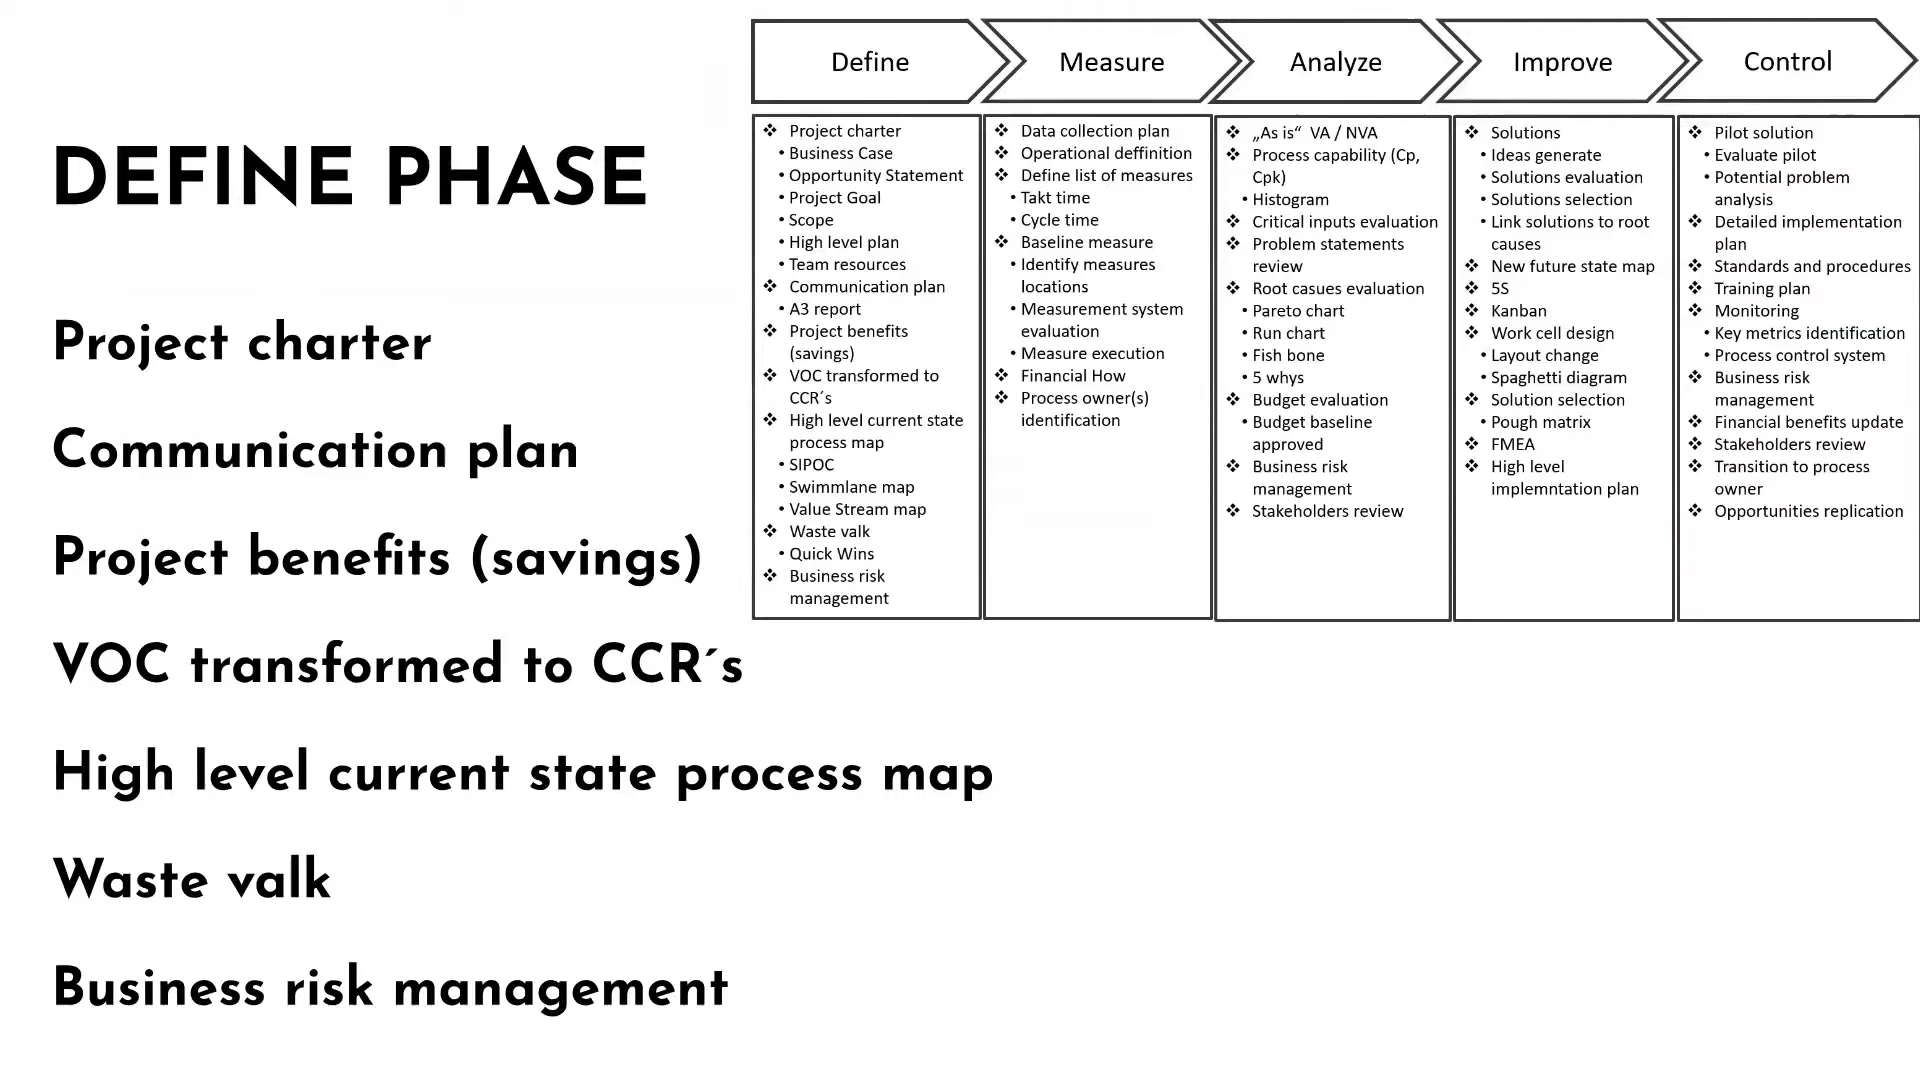 DEFINE PHASE
Project charter
Communication plan
Project benefits (savings)
VOC transformed to CCR´s
High level current state process map
Waste valk
Business risk management
Define
❖ Project charter
• Business Case
• Opportunity Statement
• Project Goal
• Scope
• High level plan
• Team resources
❖ Communication plan
• A3 report
❖ Project benefits
(savings)
❖ VOC transformed to
CCR´s
❖ High level current state
process map
• SIPOC
• Swimmlane map
• Value Stream map
❖ Waste valk
• Quick Wins
❖ Business risk
management
Measure
❖ Data collection plan
❖ Operational deffinition
❖ Define list of measures
• Takt time
• Cycle time
❖ Baseline measure
• Identify measures
locations
• Measurement system
evaluation
• Measure execution
❖ Financial How
❖ Process owner(s)
identification
Analyze
❖ „As is“ VA / NVA
❖ Process capability (Cp,
Cpk)
• Histogram
❖ Critical inputs evaluation
❖ Problem statements
review
❖ Root casues evaluation
• Pareto chart
• Run chart
• Fish bone
• 5 whys
❖ Budget evaluation
• Budget baseline
approved
❖ Business risk
management
❖ Stakeholders review
Improve
❖ Solutions
• Ideas generate
• Solutions evaluation
• Solutions selection
• Link solutions to root
causes
❖ New future state map
❖ 5S
❖ Kanban
❖ Work cell design
• Layout change
• Spaghetti diagram
❖ Solution selection
• Pough matrix
❖ FMEA
❖ High level
implemntation plan
Control
❖ Pilot solution
• Evaluate pilot
• Potential problem
analysis
❖ Detailed implementation
plan
❖ Standards and procedures
❖ Training plan
❖ Monitoring
• Key metrics identification
• Process control system
❖ Business risk
management
❖ Financial benefits update
❖ Stakeholders review
❖ Transition to process
owner
❖ Opportunities replication